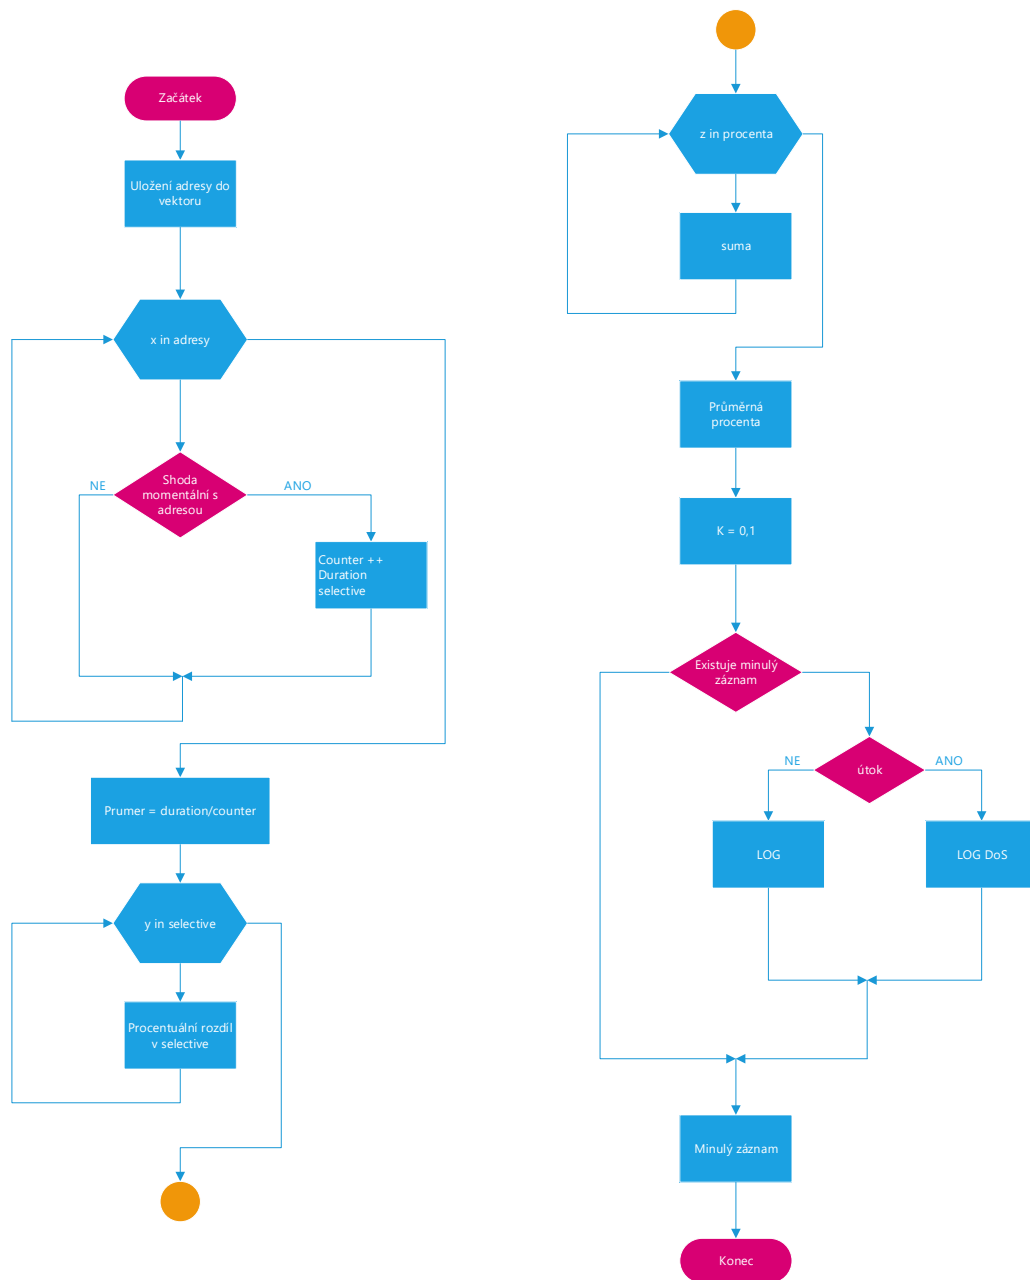 Začátek
Uložení adresy do
vektoru
x in adresy
Shoda
momentální s
adresou
NE
ANO
Counter ++
Duration
selective
Prumer = duration/counter
y in selective
Procentuální rozdíl
v selective
z in procenta
suma
Průměrná
procenta
K = 0,1
Existuje minulý
záznam
útok
NE
ANO
LOG
LOG DoS
Minulý záznam
Konec